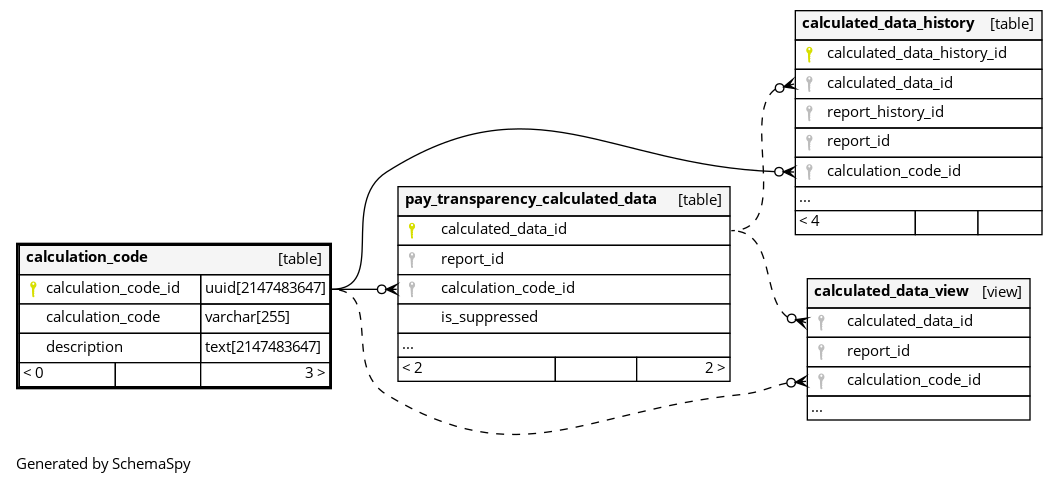 calculated_data_history [table]
calculated_data_history_id
calculated_data_id
report_history_id
report_id
calculation_code_id
...
< 4
pay_transparency_calculated_data [table]
calculated_data_id
report_id
calculation_code_id
is_suppressed
...
< 2 2 >
calculation_code [table]
calculation_code_id uuid[2147483647]
calculation_code varchar[255]
description text[2147483647]
< 0 3 >
calculated_data_view [view]
calculated_data_id
report_id
calculation_code_id
...
Generated by SchemaSpy